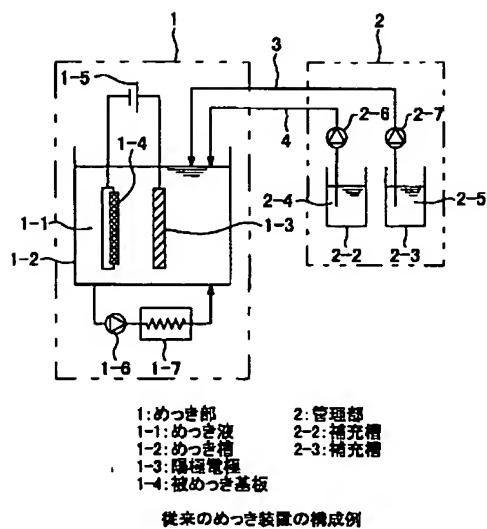 1
2
3
1-5
2-6
2-7
4
1-4
2-4
2-5
1-1
1-3
1-2
2-2
2-3
1-6
1-7
1:めっき部
2:管理部
1-1:めっき液
2-2:補充槽
1-2:めっき槽
2-3:補充槽
1-3:陽極電極
1-4:被めっき基板
従来のめっき装置の構成例